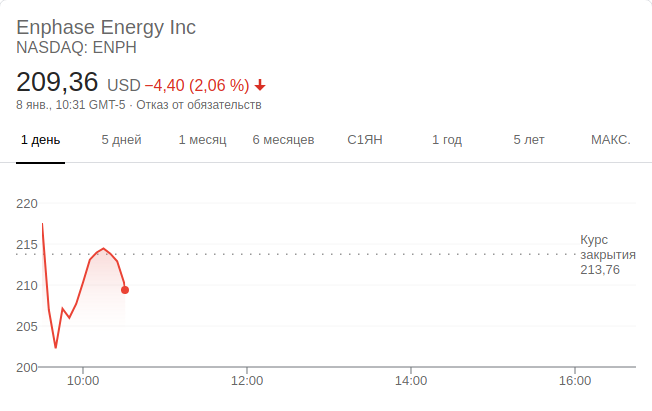 Enphase Energy Inc
NASDAQ: ENPH
209,36 USD −4,40 (2,06 %)
8 янв., 10:31 GMT-5 · Отказ от обязательств
1 день 5 дней 1 месяц 6 месяцев С1ЯН 1 год 5 лет МАКС.
220
215
210
205
200
Курс
закрытия
213,76
10:00 12:00 14:00 16:00